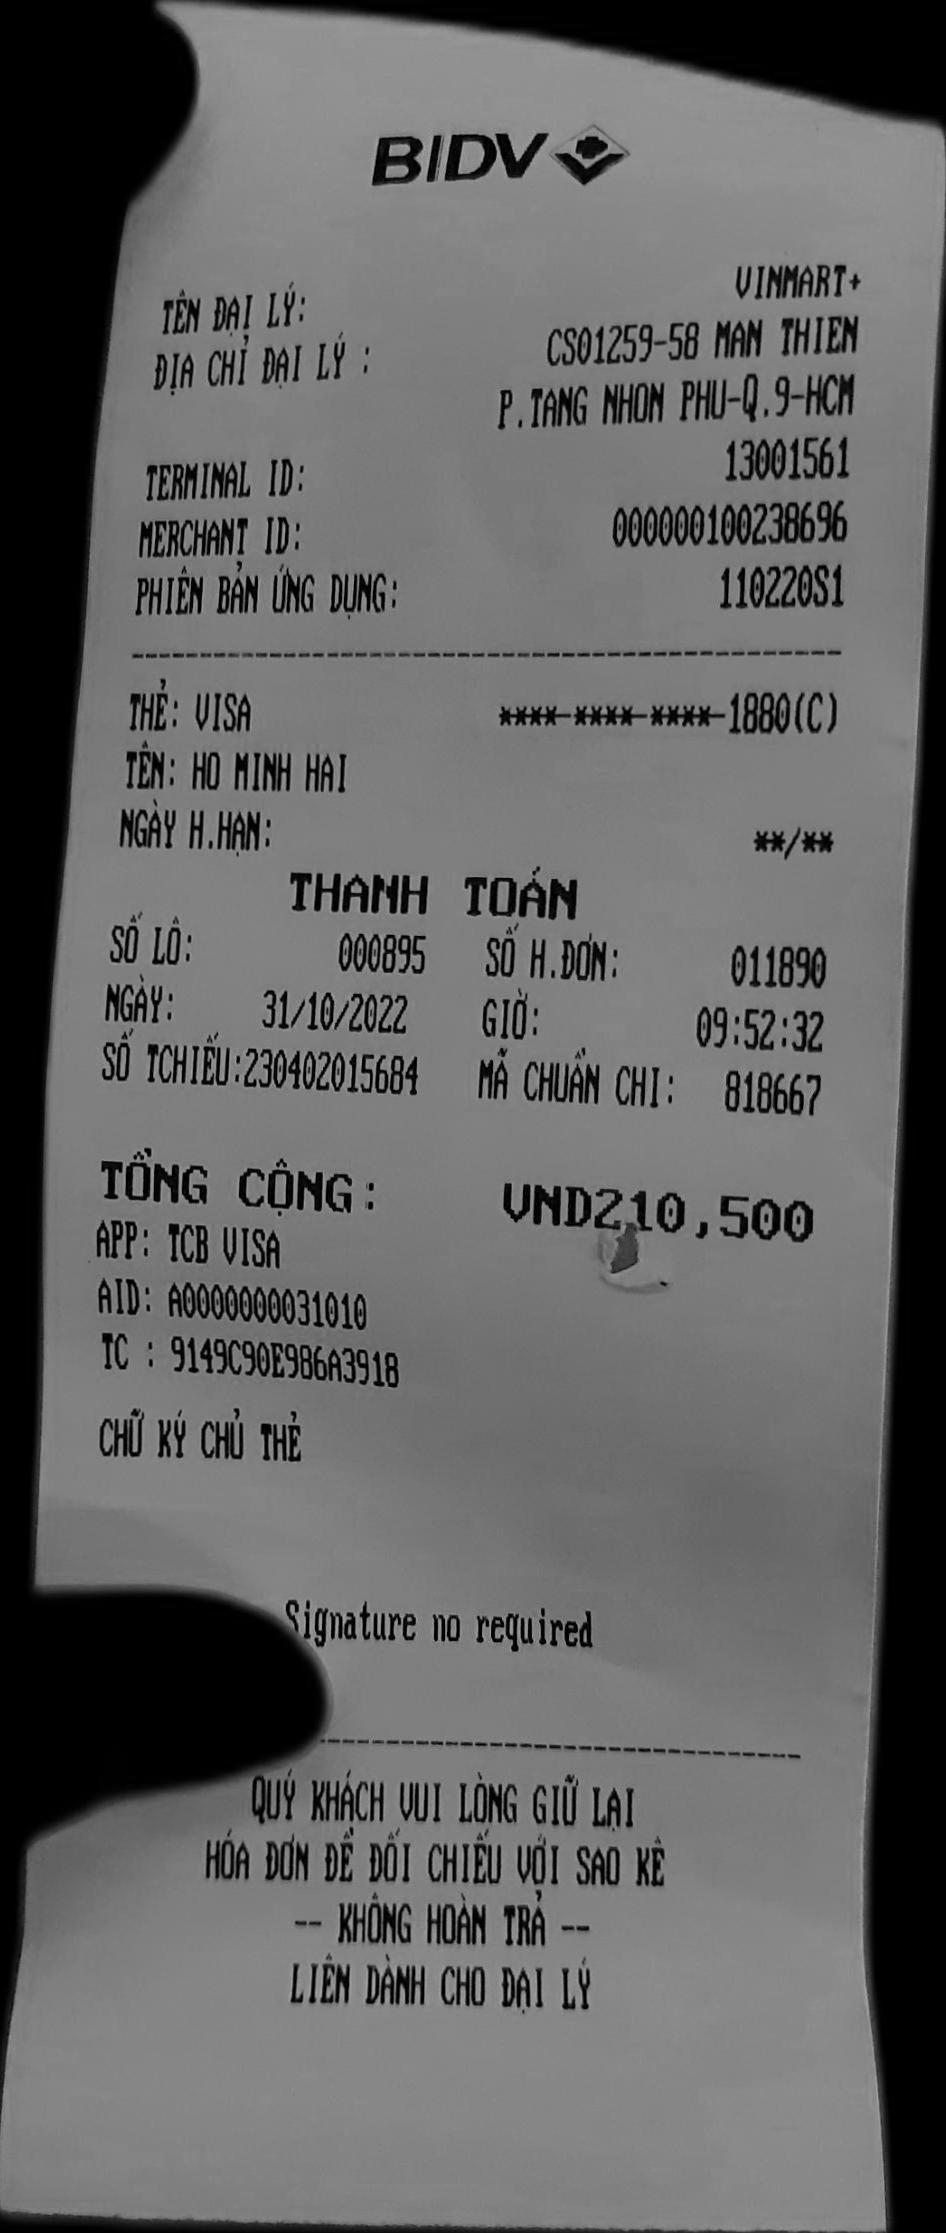 BIDV
TÊN ĐẠI LÝ: VINMART+
ĐỊA CHỈ ĐẠI LÝ : CS01259-58 MAN THIEN
P.TANG NHON PHU-Q.9-HCM
TERMINAL ID: 13001561
MERCHANT ID: 000000100238696
PHIÊN BẢN ỨNG DỤNG: 110220S1
THẺ: VISA ****-****-****-1880(C)
TÊN: HO MINH HAI
NGÀY H.HẠN: **/**
THANH TOÁN
SỐ LÔ: 000895 SỐ H.ĐƠN: 011890
NGÀY: 31/10/2022 GIỜ: 09:52:32
SỐ TCHIẾU:230402015684 MÃ CHUẨN CHI: 818667
TỔNG CỘNG: VND210,500
APP: TCB VISA
AID: A0000000031010
TC : 9149C90E986A3918
CHỮ KÝ CHỦ THẺ
Signature no required
QUÝ KHÁCH VUI LÒNG GIỮ LẠI
HÓA ĐƠN ĐỂ ĐỐI CHIẾU VỚI SAO KÊ
-- KHÔNG HOÀN TRẢ --
LIÊN DÀNH CHO ĐẠI LÝ